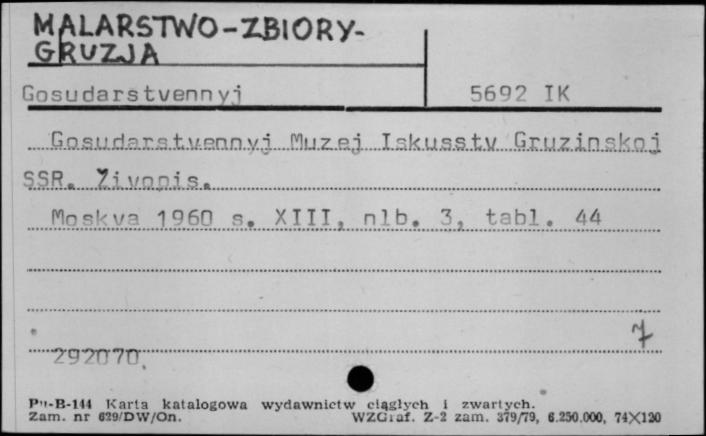 MALARSTWO-ZBIORY-
GRUZJA
Gosudarstvennyj 5692 IK
Gosudarstvennyj Muzej Iskusstv Gruzinskoj
SSR. Živopis.
Moskva 1960 s. XIII, nlb. 3, tabl. 44
7
292070
Pu-B-144 Karta katalogowa wydawnictw ciągłych i zwartych.
Zam. nr 629/DW/On. WZGraf. Z-2 zam. 379/79, 6.250.000, 74X120